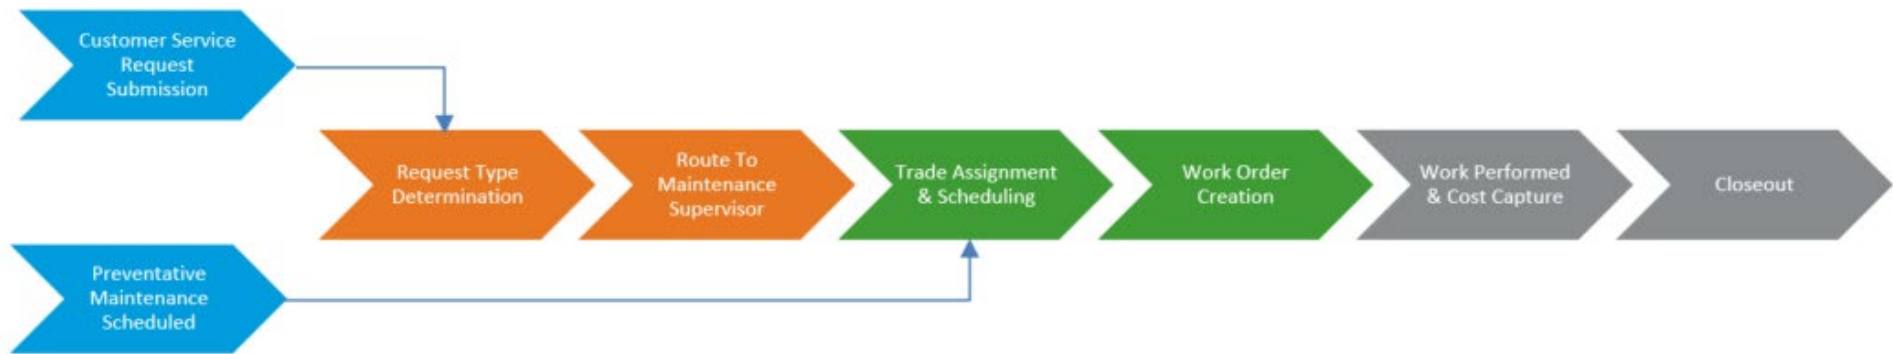 Customer Service
Request
Submission
Request Type
Determination
Route To
Maintenance
Supervisor
Trade Assignment
& Scheduling
Work Order
Creation
Work Performed
& Cost Capture
Closeout
Preventative
Maintenance
Scheduled